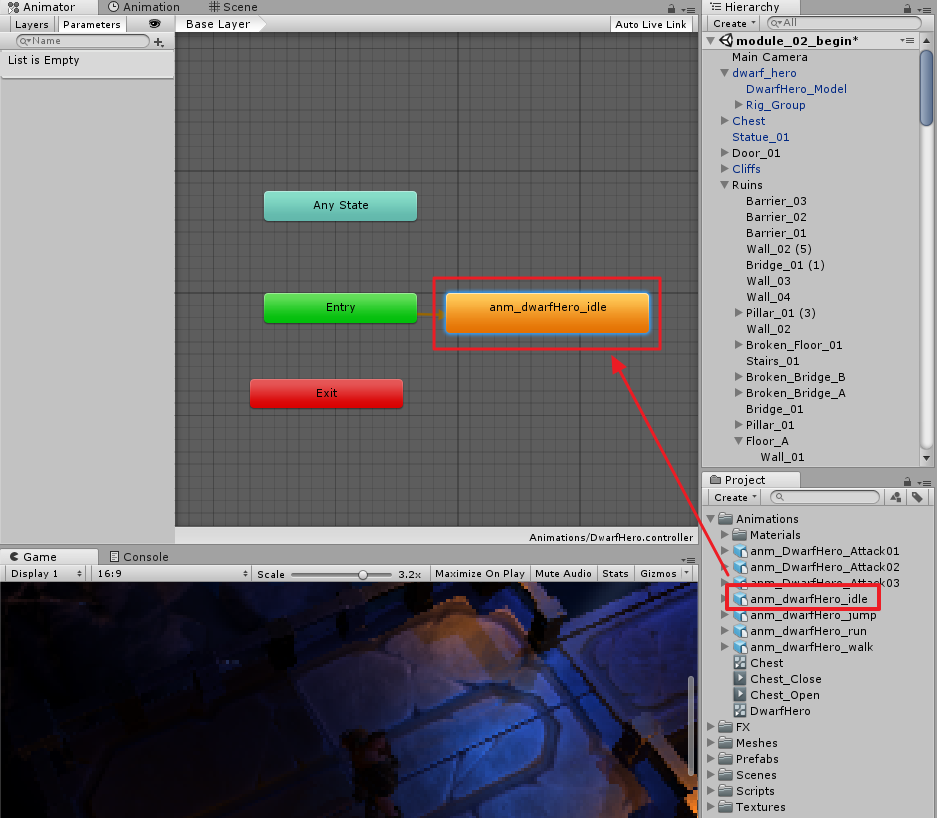 Animator
Animation
Scene
Layers
Parameters
Base Layer
Auto Live Link
Name
List is Empty
Any State
Entry
anm_dwarfHero_idle
Exit
Animations/DwarfHero.controller
Game
Console
Display 1
16:9
Scale
3.2x
Maximize On Play
Mute Audio
Stats
Gizmos
Hierarchy
Create
All
module_02_begin*
Main Camera
dwarf_hero
DwarfHero_Model
Rig_Group
Chest
Statue_01
Door_01
Cliffs
Ruins
Barrier_03
Barrier_02
Barrier_01
Wall_02 (5)
Bridge_01 (1)
Wall_03
Wall_04
Pillar_01 (3)
Wall_02
Broken_Floor_01
Stairs_01
Broken_Bridge_B
Broken_Bridge_A
Bridge_01
Pillar_01
Floor_A
Wall_01
Project
Create
Animations
Materials
anm_DwarfHero_Attack01
anm_DwarfHero_Attack02
anm_DwarfHero_Attack03
anm_dwarfHero_idle
anm_dwarfHero_jump
anm_dwarfHero_run
anm_dwarfHero_walk
Chest
Chest_Close
Chest_Open
DwarfHero
FX
Meshes
Prefabs
Scenes
Scripts
Textures